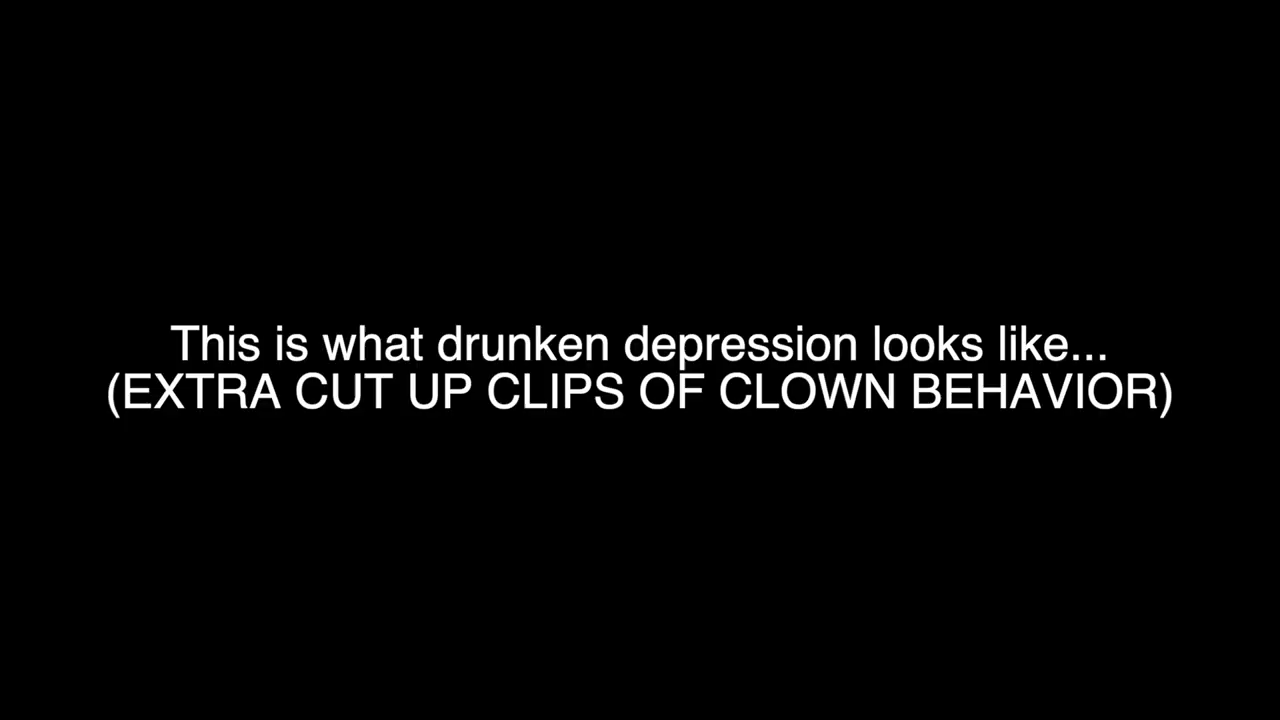 This is what drunken depression looks like...
(EXTRA CUT UP CLIPS OF CLOWN BEHAVIOR)